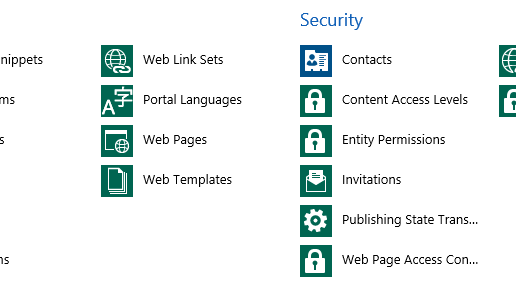 Security
nippets
Web Link Sets
Contacts
ms
Portal Languages
Content Access Levels
s
Web Pages
Entity Permissions
Web Templates
Invitations
Publishing State Trans...
ns
Web Page Access Con...